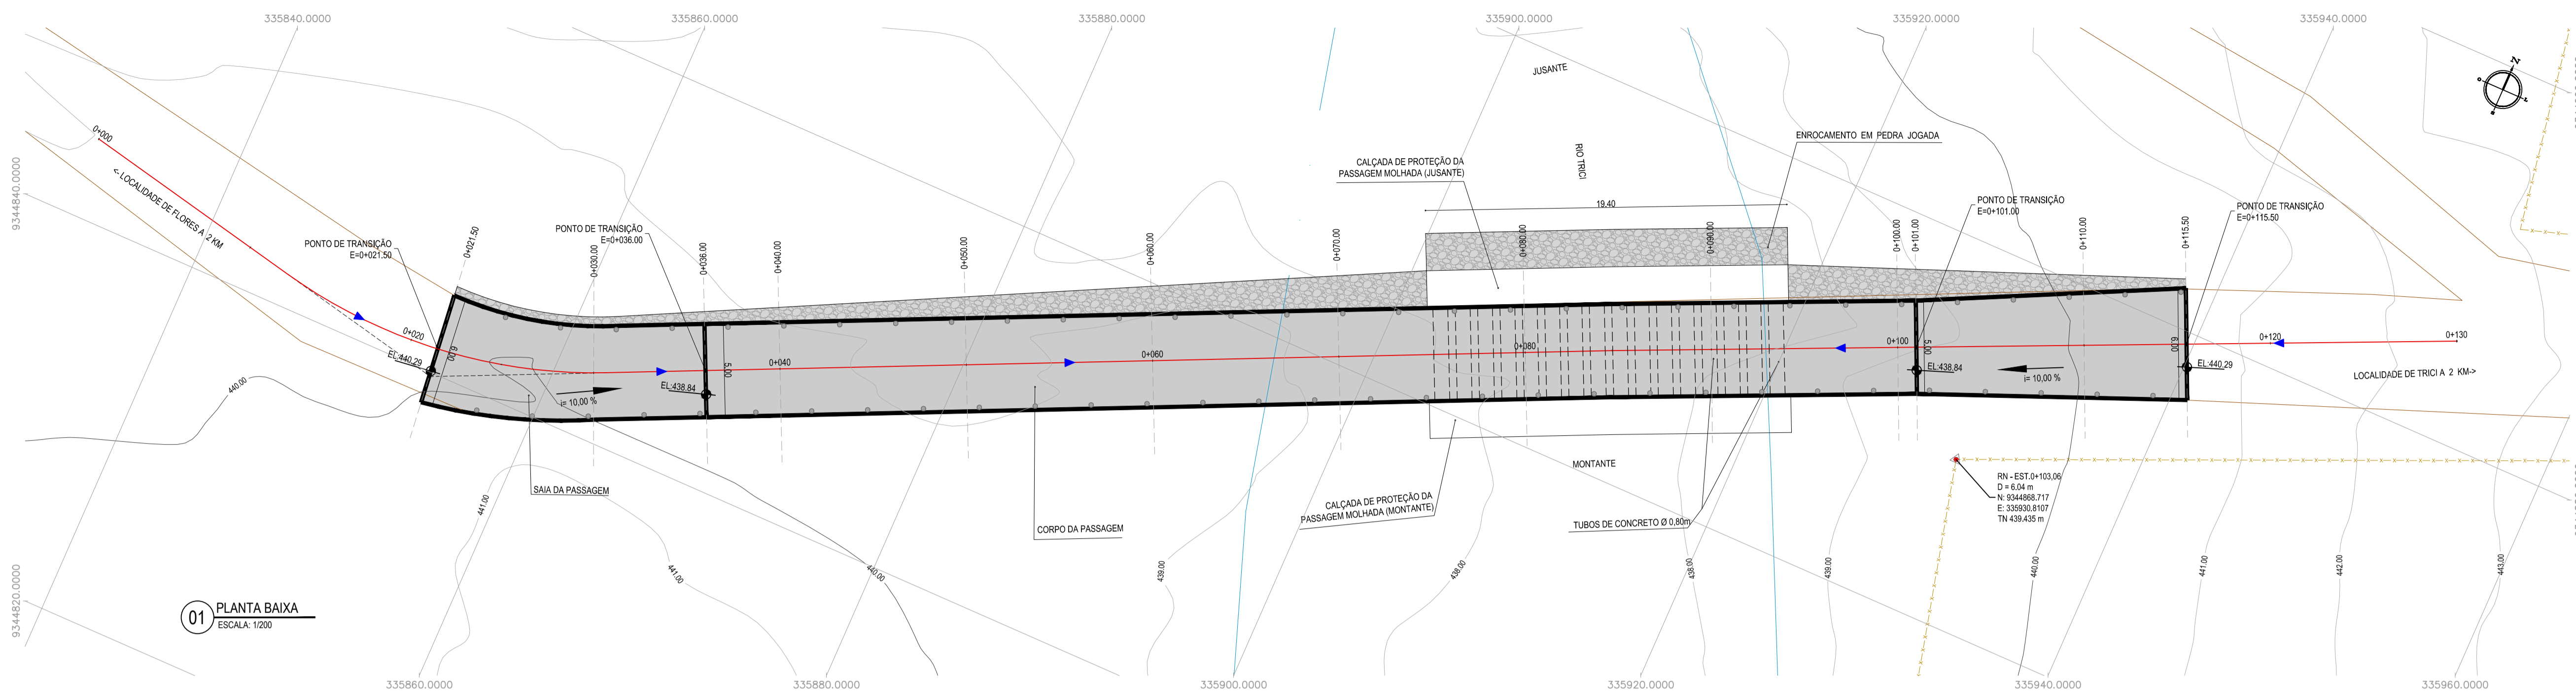 335840.0000
335860.0000
335880.0000
335900.0000
335920.0000
335940.0000
9344840.0000
9344820.0000
N
0+000
<- LOCALIDADE DE FLORES A 2 KM
PONTO DE TRANSIÇÃO
E=0+021.50
0+021.50
0+020
EL:440.29
6.00
i= 10,00 %
SAIA DA PASSAGEM
PONTO DE TRANSIÇÃO
E=0+036.00
0+030.00
0+036.00
0+040.00
0+050.00
0+060.00
0+070.00
0+080.00
0+090.00
0+100.00
0+101.00
0+110.00
0+115.50
EL:438.84
5.00
0+040
0+060
0+080
0+100
0+120
0+130
JUSANTE
RIO TRICI
CALÇADA DE PROTEÇÃO DA
PASSAGEM MOLHADA (JUSANTE)
19.40
ENROCAMENTO EM PEDRA JOGADA
PONTO DE TRANSIÇÃO
E=0+101.00
PONTO DE TRANSIÇÃO
E=0+115.50
5.00
EL:438.84
i= 10,00 %
6.00
EL:440.29
LOCALIDADE DE TRICI A 2 KM->
MONTANTE
CORPO DA PASSAGEM
CALÇADA DE PROTEÇÃO DA
PASSAGEM MOLHADA (MONTANTE)
TUBOS DE CONCRETO Ø 0,80m
RN - EST.0+103,06
D = 6,04 m
N: 9344868.717
E: 335930.8107
TN 439.435 m
440.00
441.00
441.00
440.00
439.00
438.00
438.00
439.00
440.00
441.00
442.00
443.00
01
PLANTA BAIXA
ESCALA: 1/200
335860.0000
335880.0000
335900.0000
335920.0000
335940.0000
335960.0000